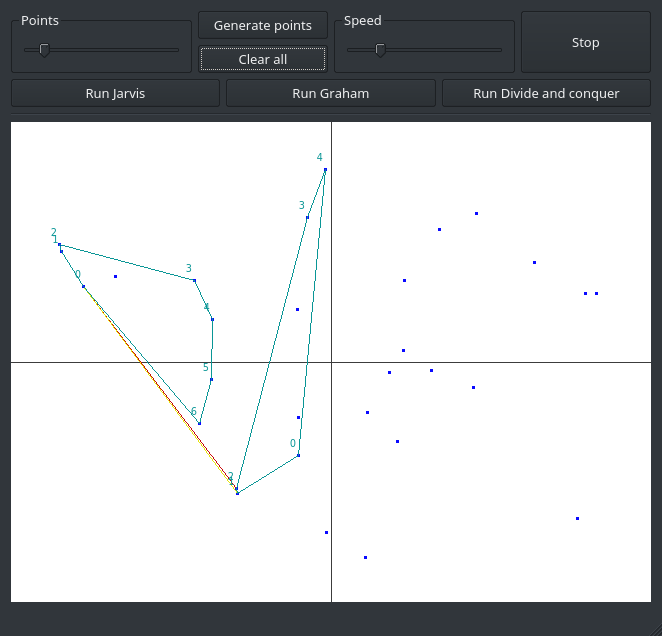 Points
Generate points
Speed
Stop
Clear all
Run Jarvis
Run Graham
Run Divide and conquer
4
3
2
1
3
0
4
5
6
0
2